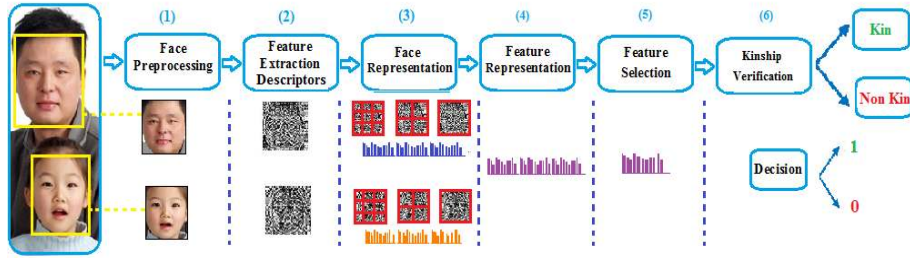 (1)
(2)
(3)
(4)
(5)
(6)
Face
Preprocessing
Feature
Extraction
Descriptors
Face
Representation
Feature
Representation
Feature
Selection
Kinship
Verification
Kin
Non Kin
Decision
1
0